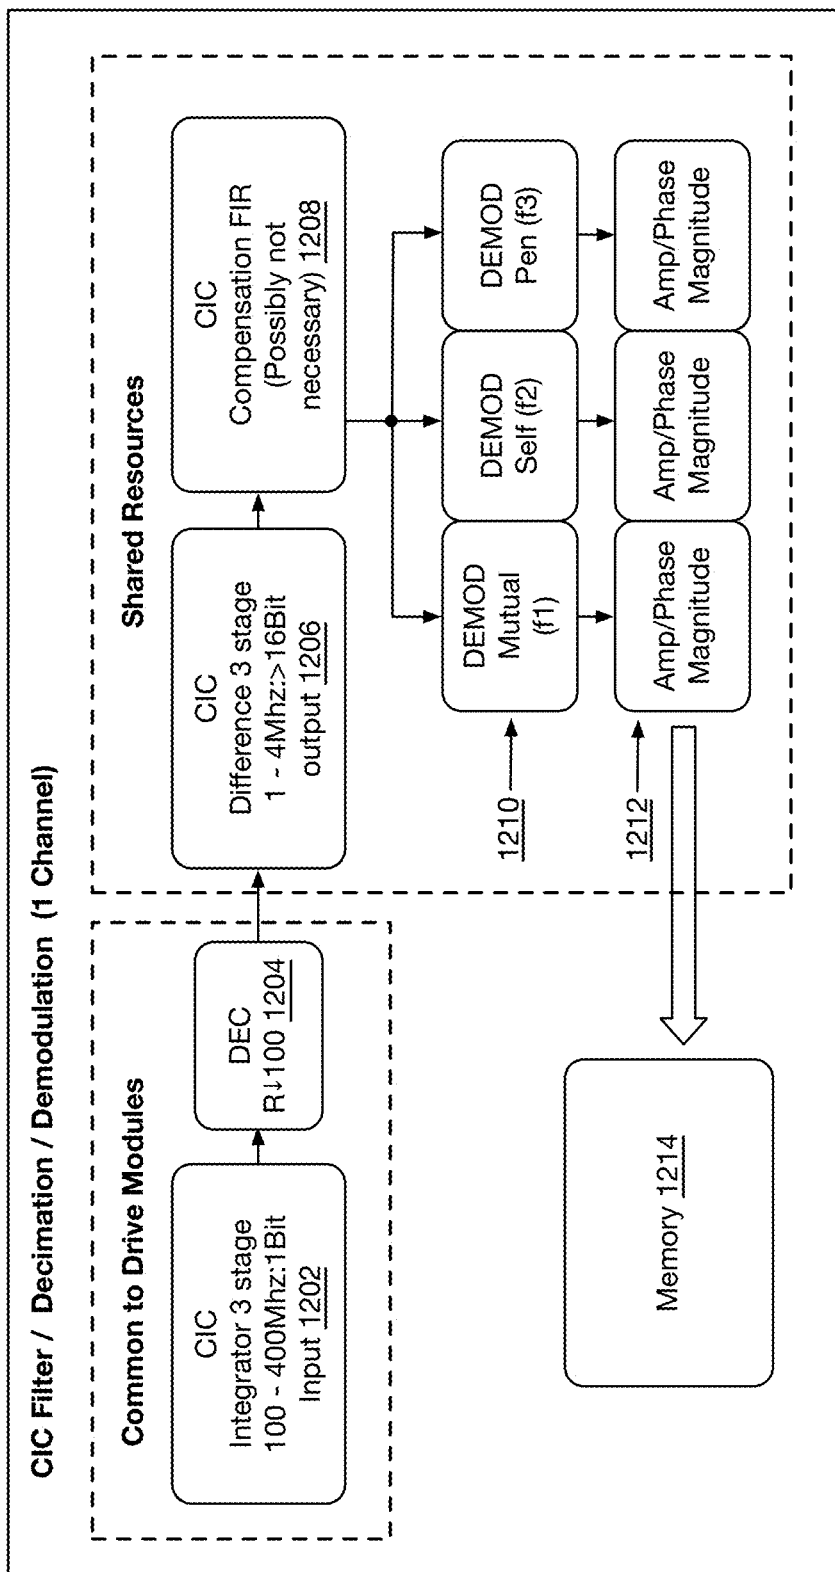 CIC Filter / Decimation / Demodulation (1 Channel)
Common to Drive Modules
CIC
Integrator 3 stage
100 - 400Mhz:1Bit
Input 1202
DEC
R↓100 1204
Shared Resources
CIC
Difference 3 stage
1 - 4Mhz:>16Bit
output 1206
CIC
Compensation FIR
(Possibly not
necessary) 1208
1210
DEMOD
Mutual
(f1)
DEMOD
Self (f2)
DEMOD
Pen (f3)
1212
Amp/Phase
Magnitude
Amp/Phase
Magnitude
Amp/Phase
Magnitude
Memory 1214